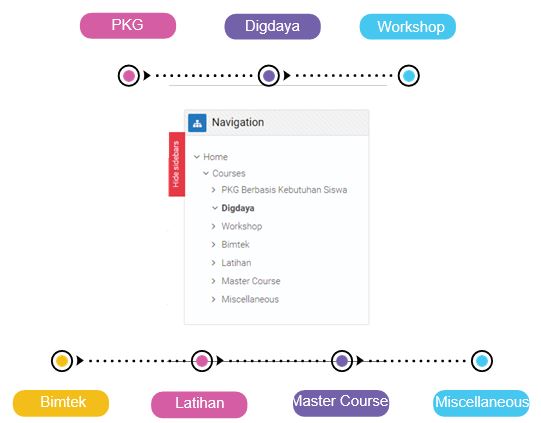 PKG
Digdaya
Workshop
Navigation
Hide sidebars
Home
Courses
PKG Berbasis Kebutuhan Siswa
Digdaya
Workshop
Bimtek
Latihan
Master Course
Miscellaneous
Bimtek
Latihan
Master Course
Miscellaneous